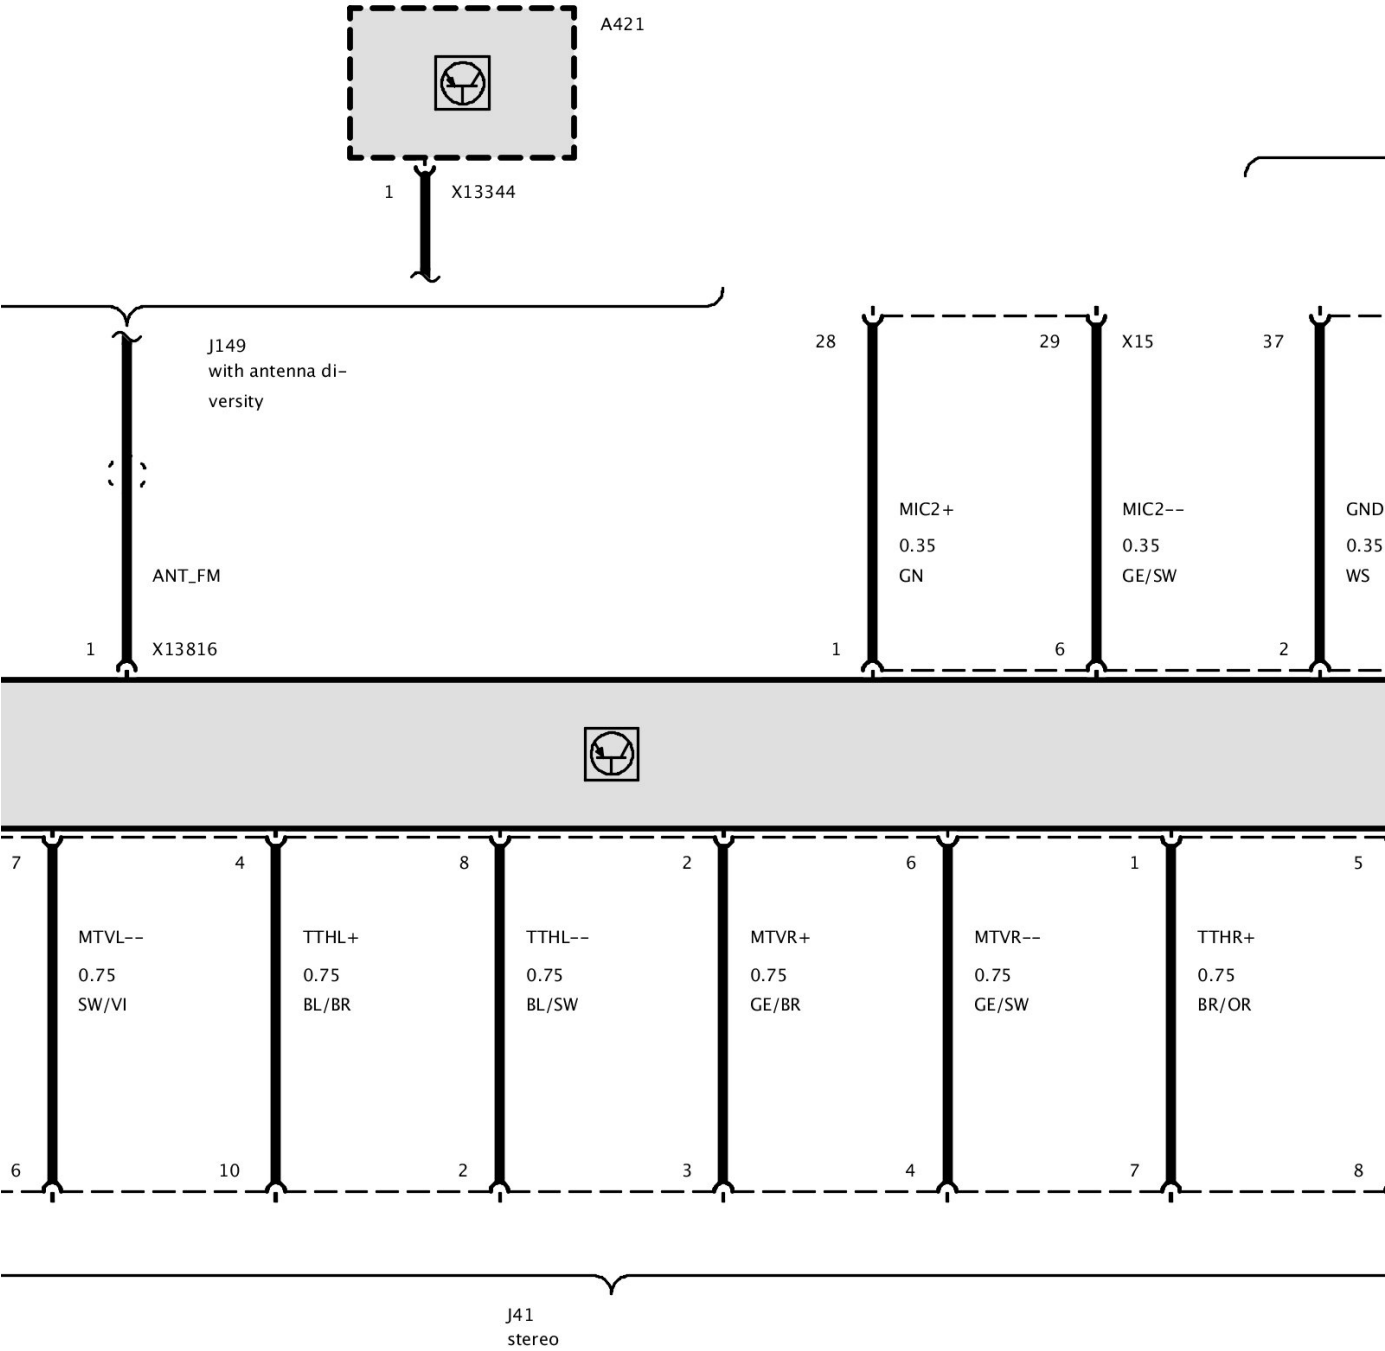 A421
1
X13344
J149
with antenna di-
versity
28
29
X15
37
MIC2+
0.35
GN
MIC2--
0.35
GE/SW
GND
0.35
WS
ANT_FM
1
X13816
1
6
2
7
4
8
2
6
1
5
MTVL--
0.75
SW/VI
TTHL+
0.75
BL/BR
TTHL--
0.75
BL/SW
MTVR+
0.75
GE/BR
MTVR--
0.75
GE/SW
TTHR+
0.75
BR/OR
6
10
2
3
4
7
8
J41
stereo